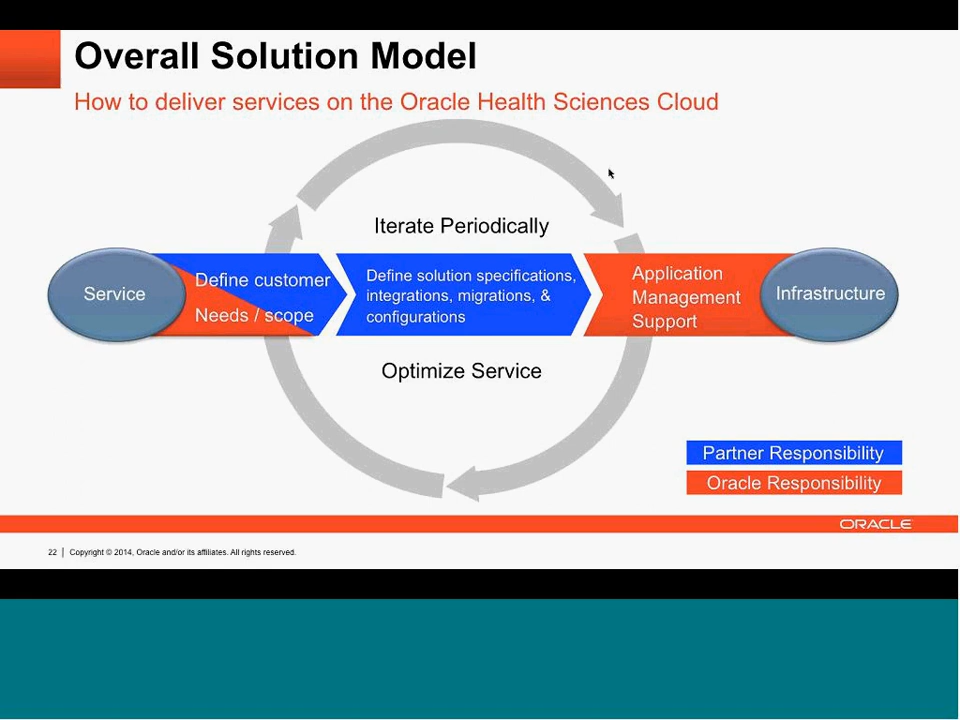 Overall Solution Model
How to deliver services on the Oracle Health Sciences Cloud
Iterate Periodically
Service
Define customer
Needs / scope
Define solution specifications,
integrations, migrations, &
configurations
Application
Management
Support
Infrastructure
Optimize Service
Partner Responsibility
Oracle Responsibility
ORACLE
22 | Copyright © 2014, Oracle and/or its affiliates. All rights reserved.